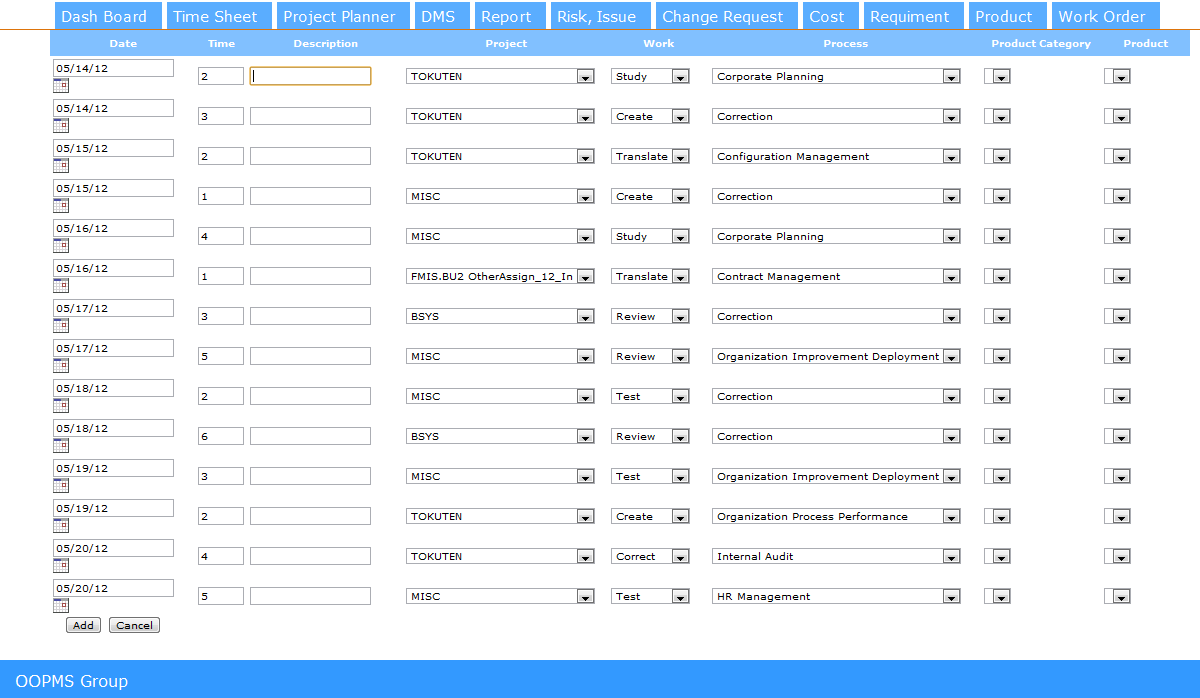 Dash Board Time Sheet Project Planner DMS Report Risk, Issue Change Request Cost Requiment Product Work Order
Date Time Description Project Work Process Product Category Product
05/14/12 2 TOKUTEN Study Corporate Planning
05/14/12 3 TOKUTEN Create Correction
05/15/12 2 TOKUTEN Translate Configuration Management
05/15/12 1 MISC Create Correction
05/16/12 4 MISC Study Corporate Planning
05/16/12 1 FMIS.BU2 OtherAssign_12_In Translate Contract Management
05/17/12 3 BSYS Review Correction
05/17/12 5 MISC Review Organization Improvement Deployment
05/18/12 2 MISC Test Correction
05/18/12 6 BSYS Review Correction
05/19/12 3 MISC Test Organization Improvement Deployment
05/19/12 2 TOKUTEN Create Organization Process Performance
05/20/12 4 TOKUTEN Correct Internal Audit
05/20/12 5 MISC Test HR Management
Add Cancel
OOPMS Group